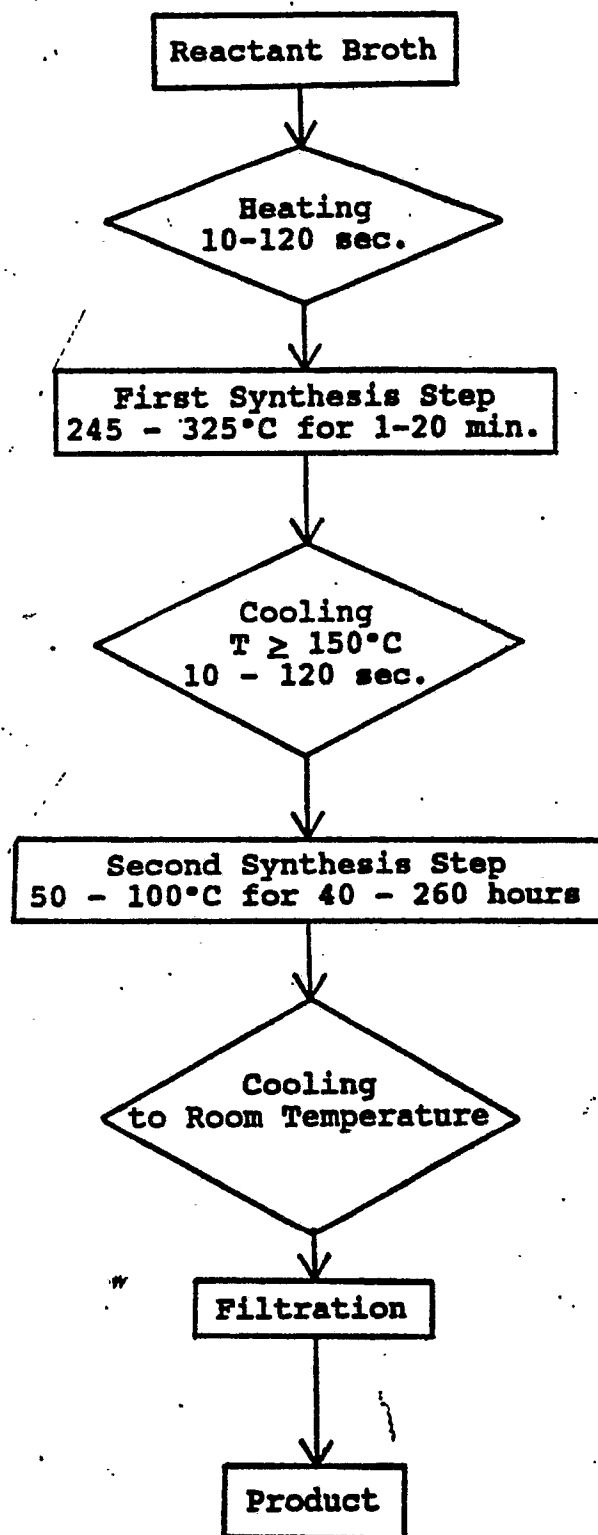 Reactant Broth
Heating
10-120 sec.
First Synthesis Step
245 - 325°C for 1-20 min.
Cooling
T ≥ 150°C
10 - 120 sec.
Second Synthesis Step
50 - 100°C for 40 - 260 hours
Cooling
to Room Temperature
Filtration
Product